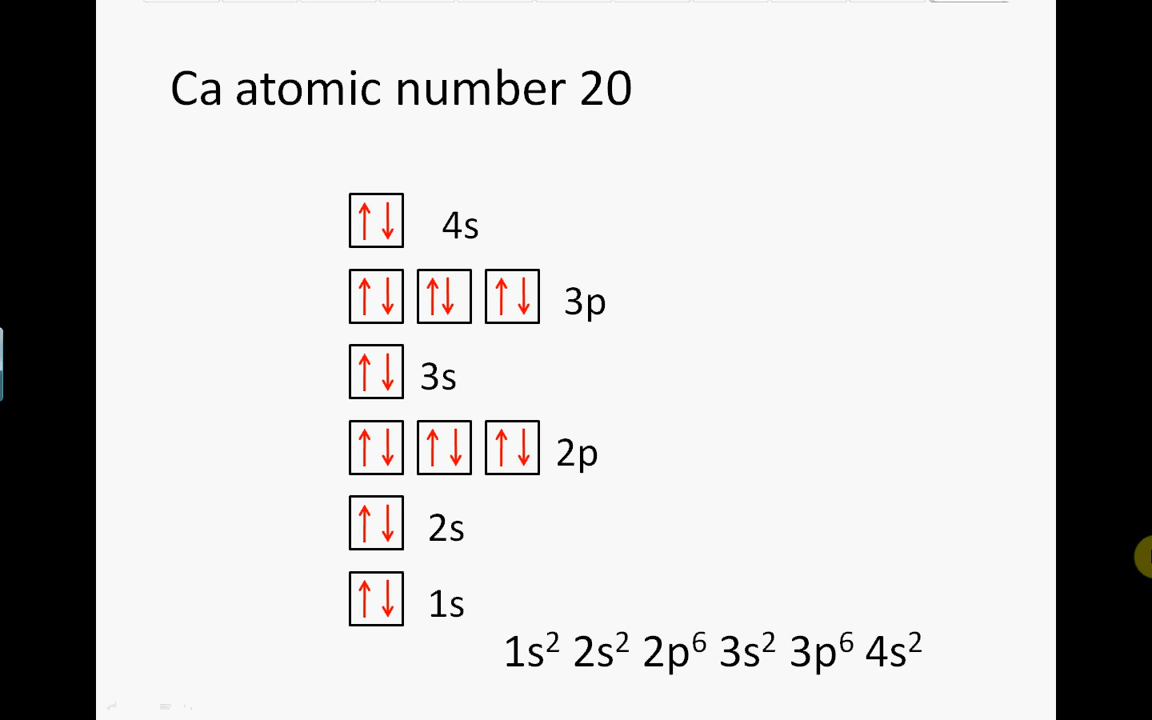 Ca atomic number 20
↑↓ 4s
↑↓ ↑↓ ↑↓ 3p
↑↓ 3s
↑↓ ↑↓ ↑↓ 2p
↑↓ 2s
↑↓ 1s
1s² 2s² 2p⁶ 3s² 3p⁶ 4s²